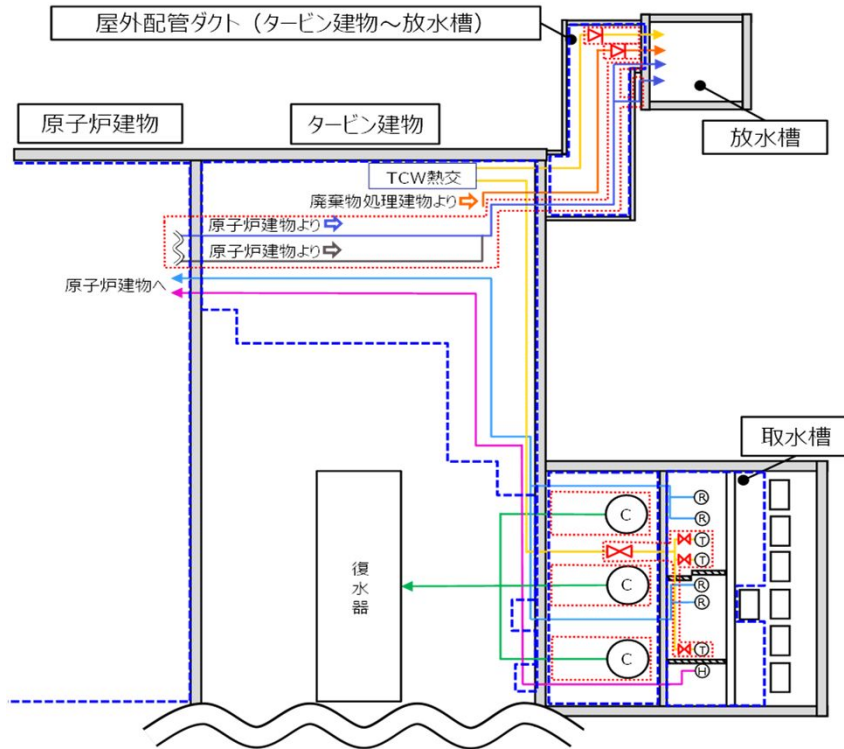 屋外配管ダクト（タービン建物～放水槽）
原子炉建物
タービン建物
放水槽
TCW熱交
廃棄物処理建物より
原子炉建物より
原子炉建物より
原子炉建物へ
取水槽
復水器
C
C
C
R
R
T
T
R
R
T
H